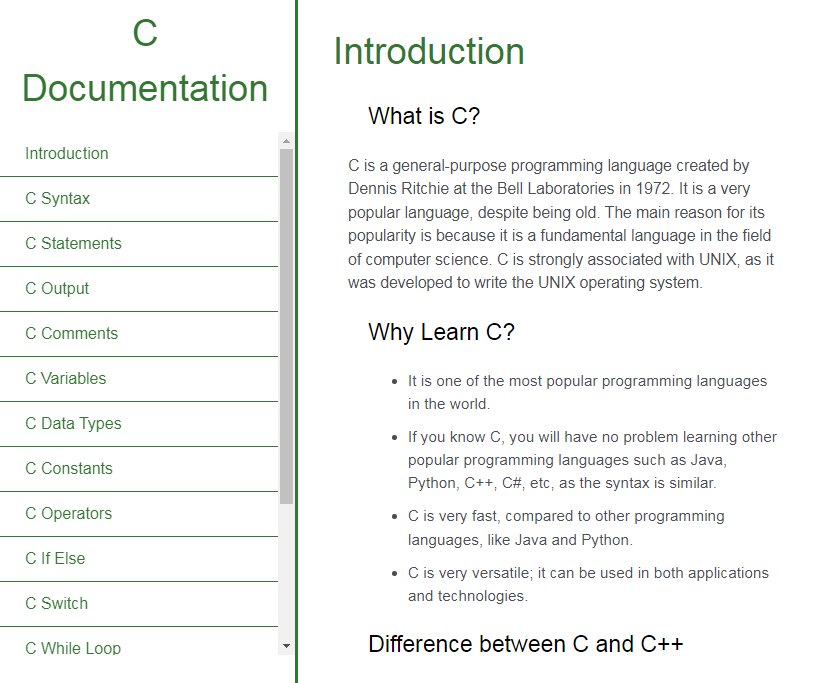 C
Documentation
Introduction
C Syntax
C Statements
C Output
C Comments
C Variables
C Data Types
C Constants
C Operators
C If Else
C Switch
C While Loop
Introduction
What is C?
C is a general-purpose programming language created by
Dennis Ritchie at the Bell Laboratories in 1972. It is a very
popular language, despite being old. The main reason for its
popularity is because it is a fundamental language in the field
of computer science. C is strongly associated with UNIX, as it
was developed to write the UNIX operating system.
Why Learn C?
It is one of the most popular programming languages
in the world.
If you know C, you will have no problem learning other
popular programming languages such as Java,
Python, C++, C#, etc, as the syntax is similar.
C is very fast, compared to other programming
languages, like Java and Python.
C is very versatile; it can be used in both applications
and technologies.
Difference between C and C++